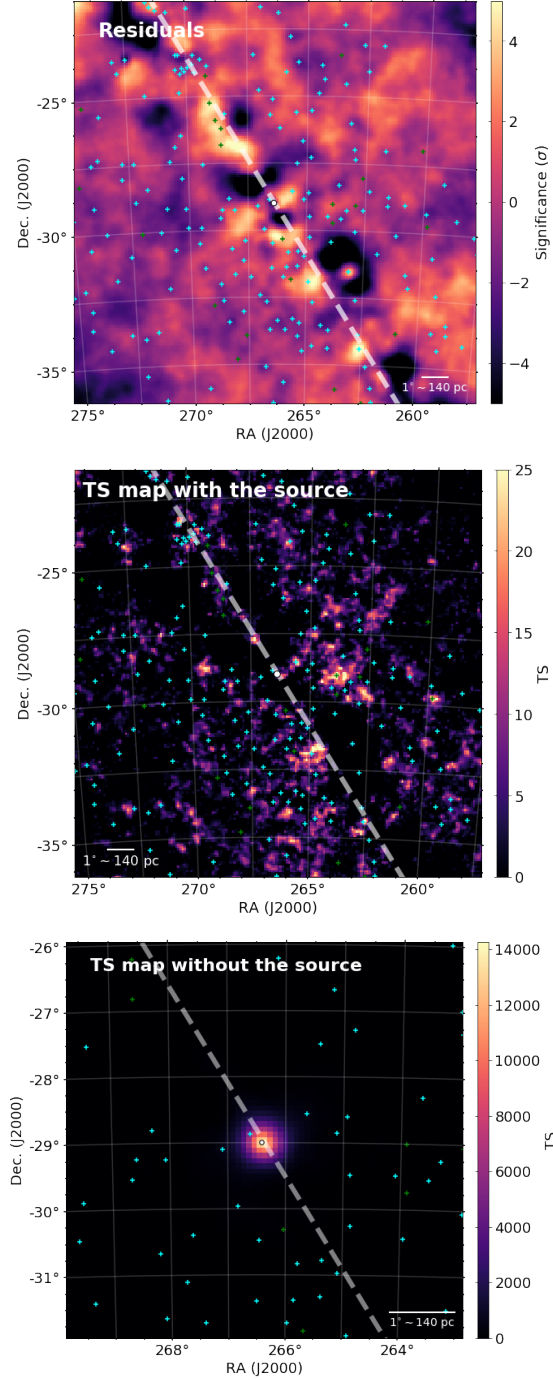 Residuals
4
2
0
−2
−4
Significance (σ)
-25°
-30°
-35°
Dec. (J2000)
1°~ 140 pc
275°
270°
265°
260°
RA (J2000)
TS map with the source
25
20
15
10
5
0
TS
-25°
-30°
-35°
Dec. (J2000)
1°~ 140 pc
275°
270°
265°
260°
RA (J2000)
TS map without the source
14000
12000
10000
8000
6000
4000
2000
0
TS
-26°
-27°
-28°
-29°
-30°
-31°
Dec. (J2000)
1°~ 140 pc
268°
266°
264°
RA (J2000)